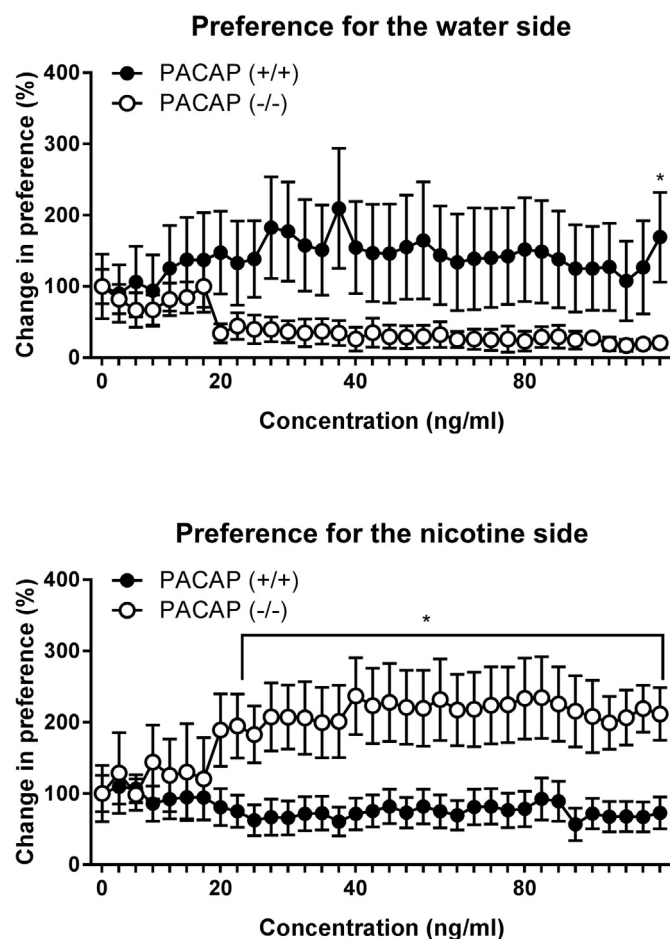 Preference for the water side
Change in preference (%)
400
300
200
100
0
PACAP (+/+)
PACAP (-/-)
*
0
20
40
80
Concentration (ng/ml)
Preference for the nicotine side
Change in preference (%)
400
300
200
100
0
PACAP (+/+)
PACAP (-/-)
*
0
20
40
80
Concentration (ng/ml)